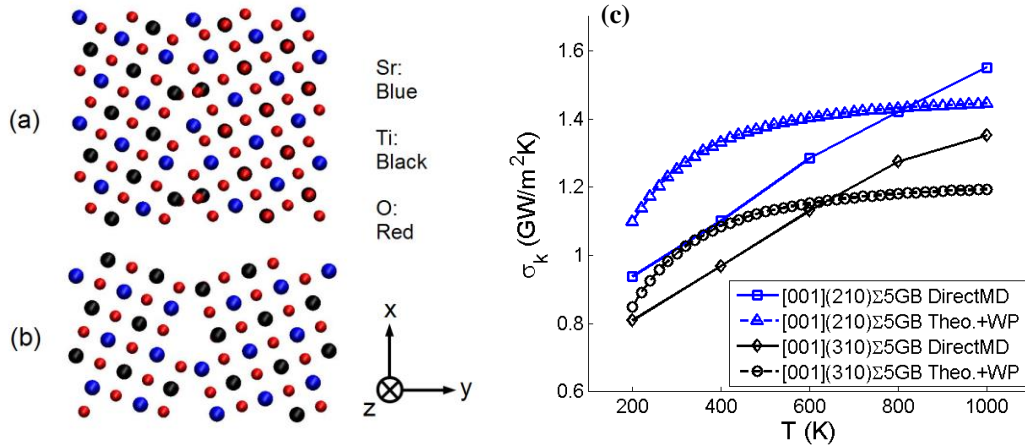 (a)
Sr:
Blue
Ti:
Black
O:
Red
(b)
x
y
z
(c)
σk (GW/m²K)
1.6
1.4
1.2
1
0.8
0.6
200
400
600
800
1000
T (K)
[001](210)Σ5GB DirectMD
[001](210)Σ5GB Theo.+WP
[001](310)Σ5GB DirectMD
[001](310)Σ5GB Theo.+WP